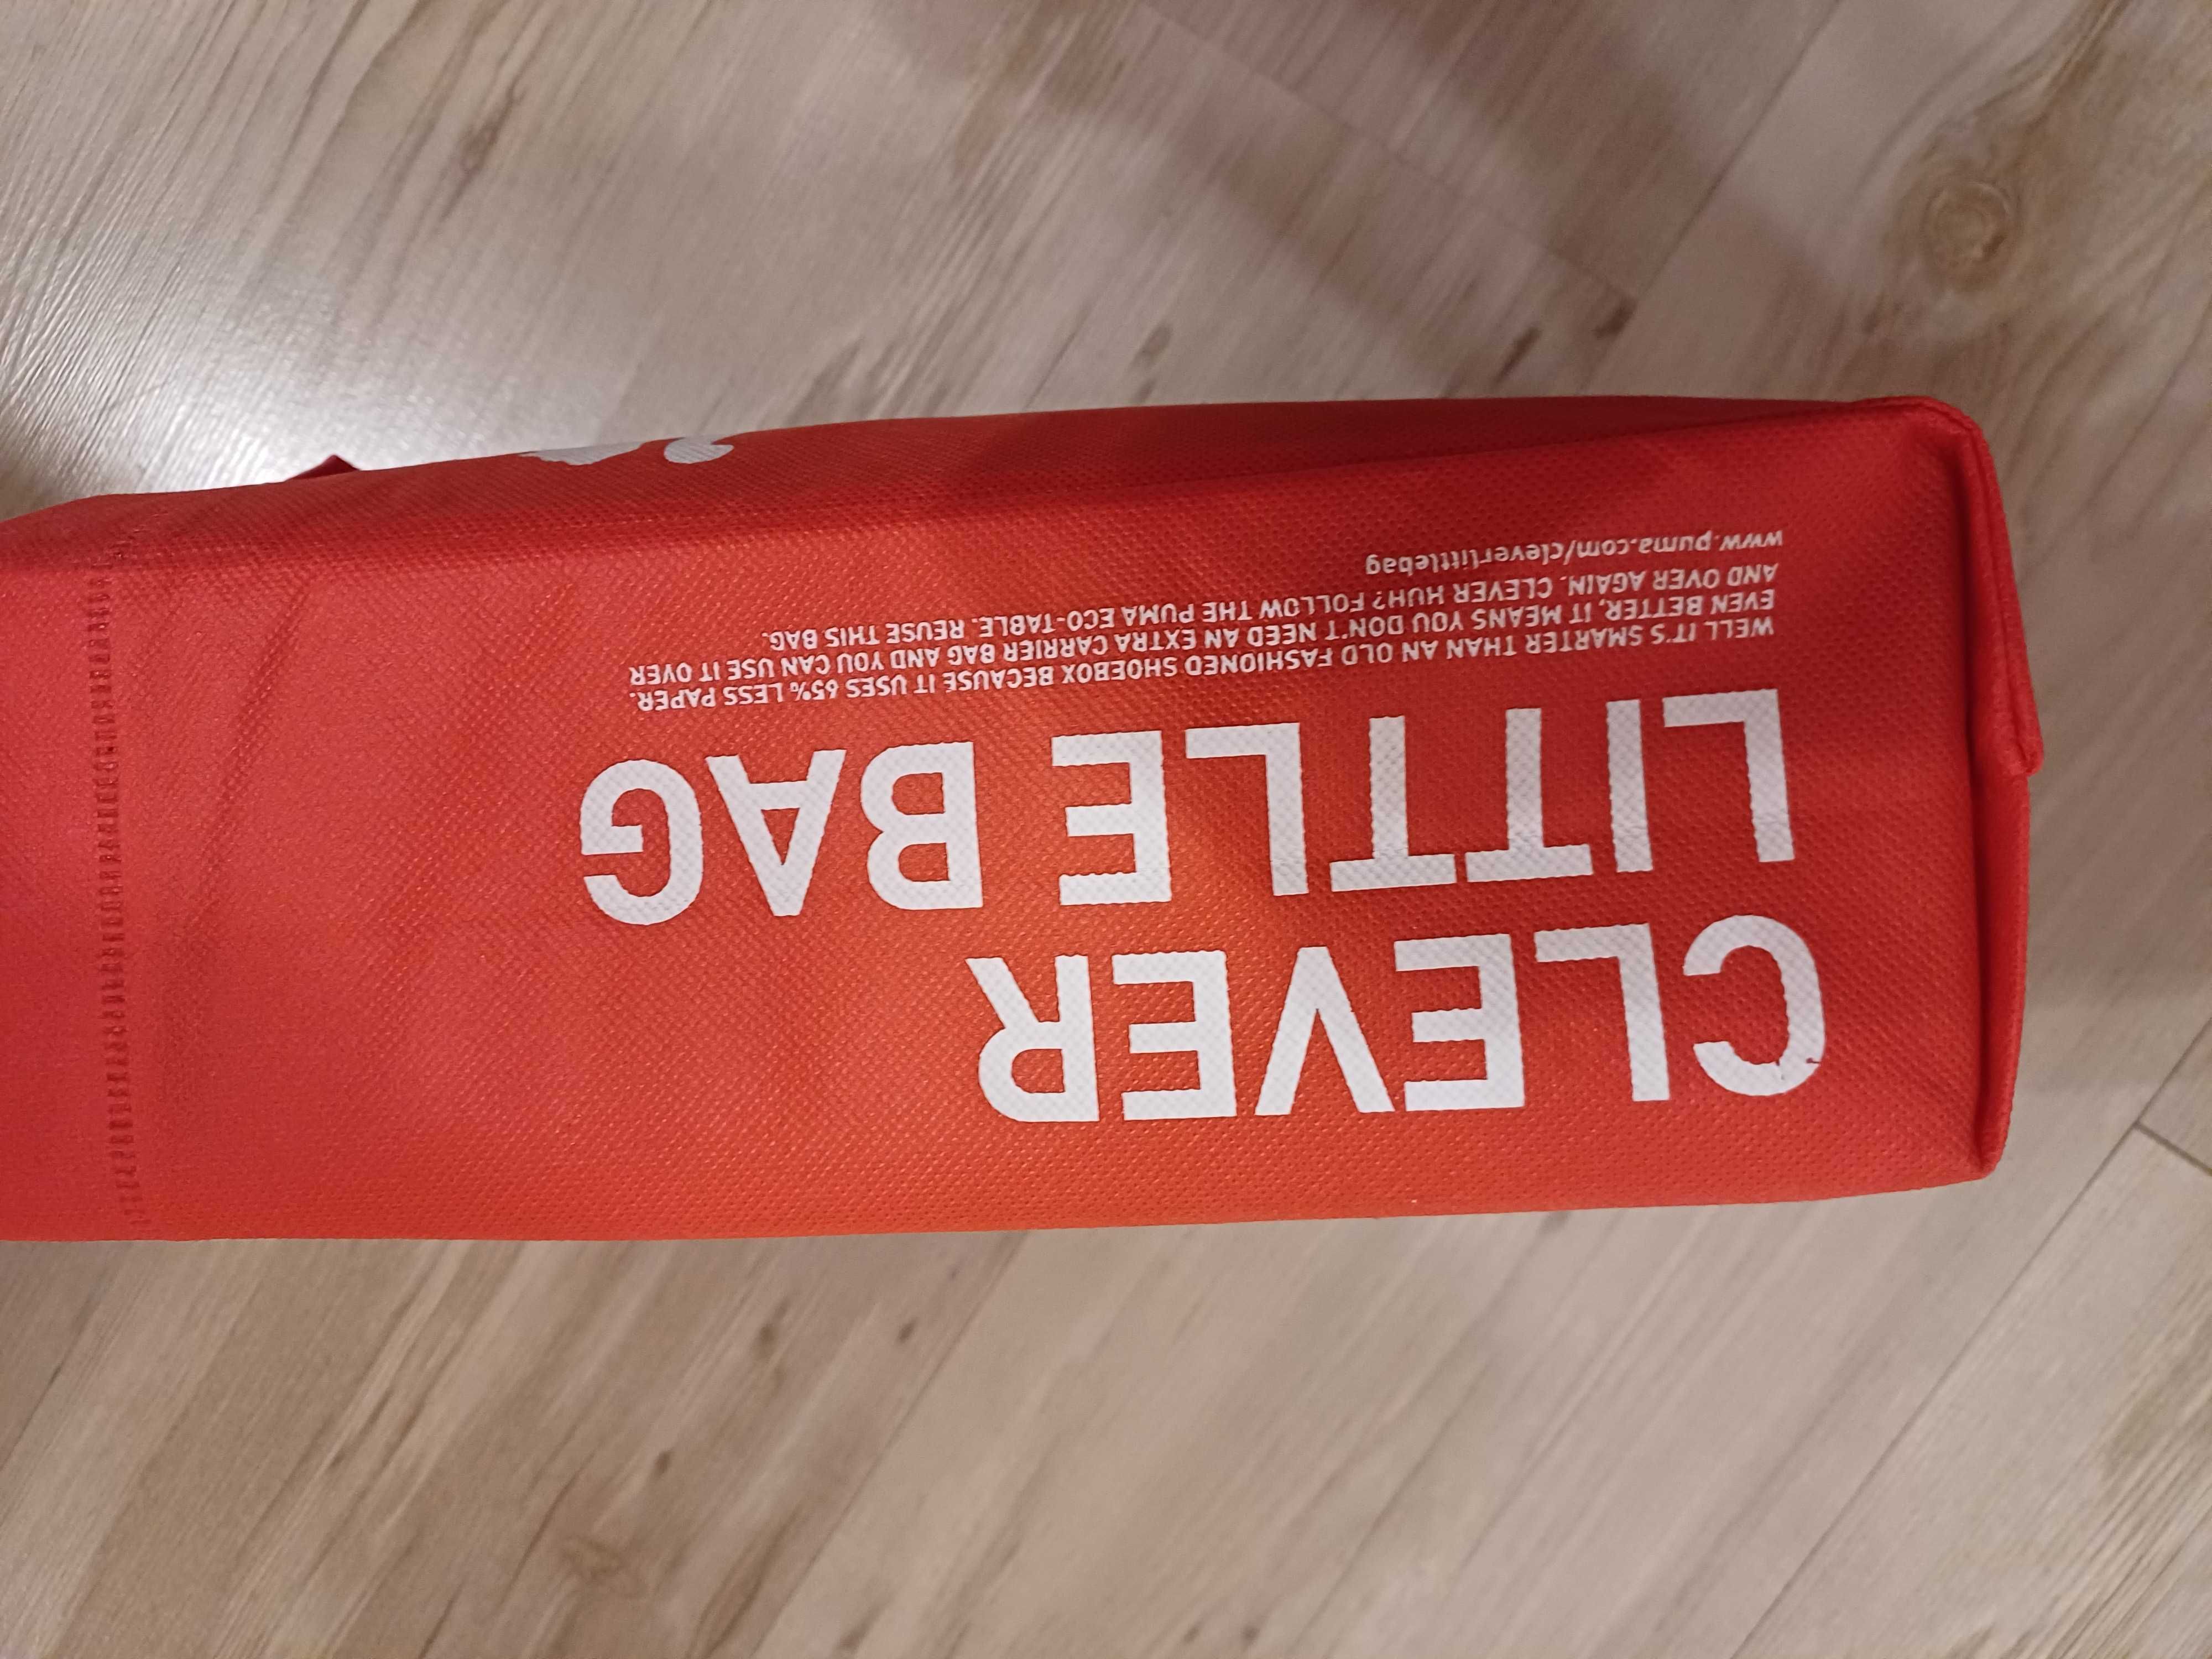 CLEVER
LITTLE BAG
WELL IT'S SMARTER THAN AN OLD FASHIONED SHOEBOX BECAUSE IT USES 65% LESS PAPER.
EVEN BETTER, IT MEANS YOU DON'T NEED AN EXTRA CARRIER BAG AND YOU CAN USE IT OVER
AND OVER AGAIN. CLEVER HUH? FOLLOW THE PUMA ECO-TABLE. REUSE THIS BAG.
www.puma.com/cleverlittlebag